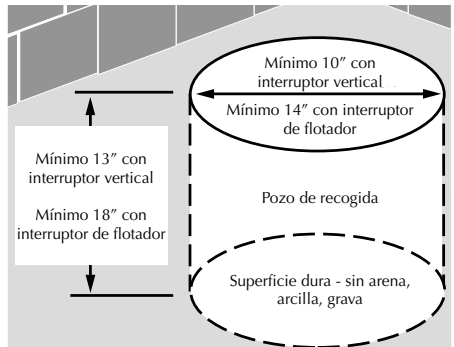 Mínimo 10” con
interruptor vertical
Mínimo 14” con interruptor
de flotador
Mínimo 13” con
interruptor vertical
Mínimo 18” con
interruptor de flotador
Pozo de recogida
Superficie dura - sin arena,
arcilla, grava